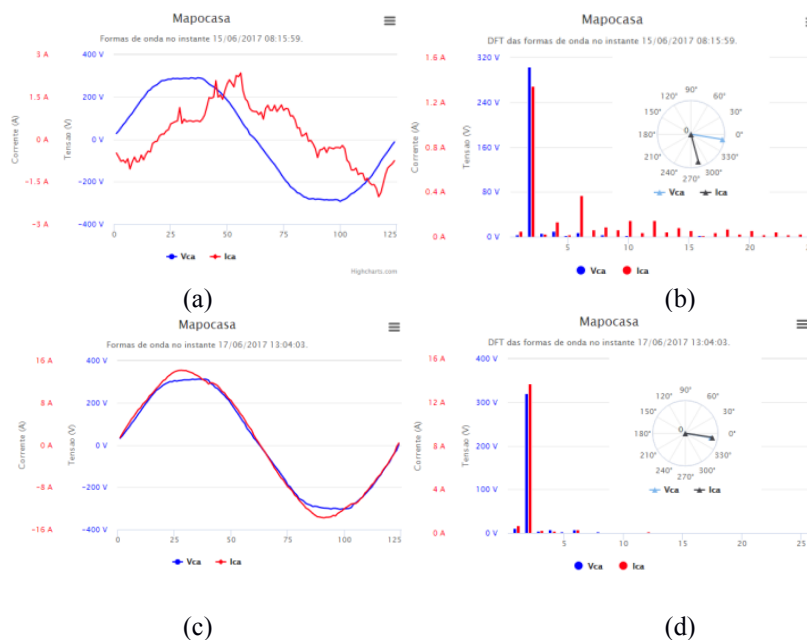 Mapocasa
Formas de onda no instante 15/06/2017 08:15:59.
3 A
1.5 A
0 A
-1.5 A
-3 A
Corrente (A)
400 V
200 V
0 V
-200 V
-400 V
Tensao (V)
0
25
50
75
100
125
Vca
Ica
Highcharts.com
(a)
Mapocasa
DFT das formas de onda no instante 15/06/2017 08:15:59.
1.6 A
1.2 A
0.8 A
0.4 A
0 A
Corrente (A)
320 V
240 V
160 V
80 V
0 V
Tensao (V)
90°
120°
60°
150°
30°
180°
0
0°
210°
330°
240°
300°
270°
Vca
Ica
5
10
15
20
Vca
Ica
(b)
Mapocasa
Formas de onda no instante 17/06/2017 13:04:03.
16 A
8 A
0 A
-8 A
-16 A
Corrente (A)
400 V
200 V
0 V
-200 V
-400 V
Tensao (V)
0
25
50
75
100
125
Vca
Ica
(c)
Mapocasa
DFT das formas de onda no instante 17/06/2017 13:04:03.
16 A
12 A
8 A
4 A
0 A
Corrente (A)
400 V
300 V
200 V
100 V
0 V
Tensao (V)
90°
120°
60°
150°
30°
180°
0
0°
210°
330°
240°
300°
270°
Vca
Ica
5
10
15
20
25
Vca
Ica
(d)